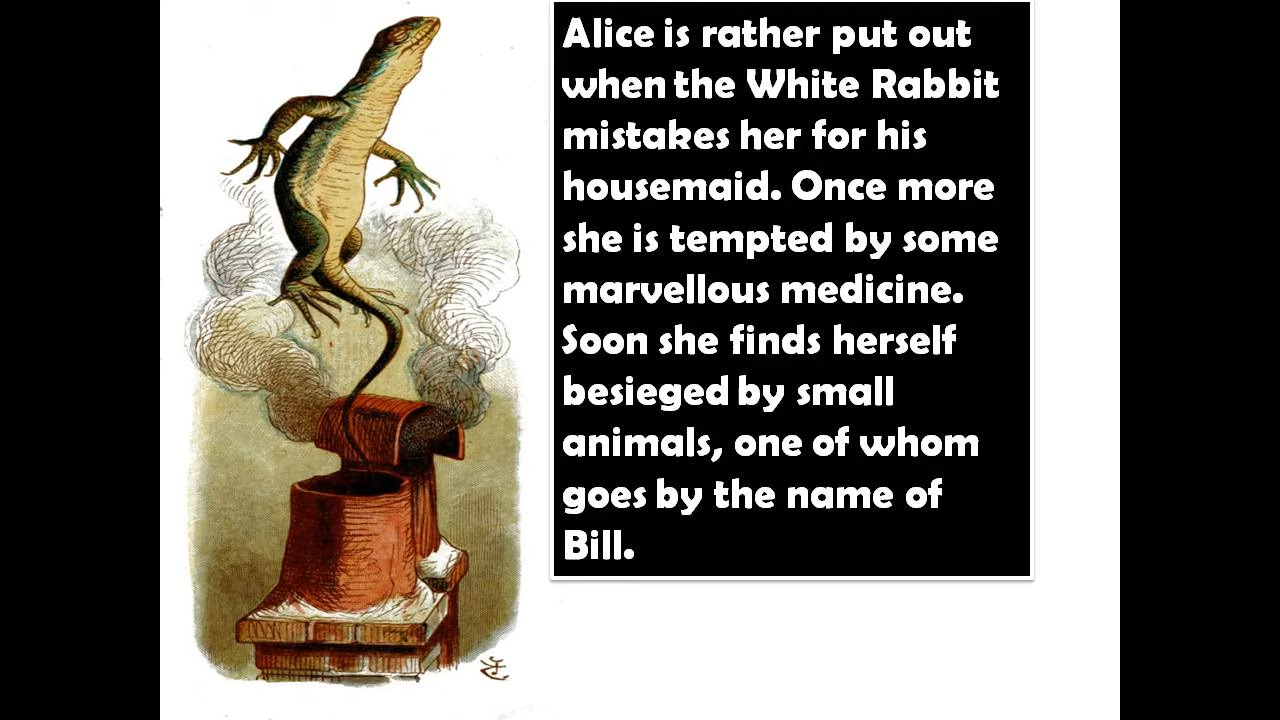 Alice is rather put out
when the White Rabbit
mistakes her for his
housemaid. Once more
she is tempted by some
marvellous medicine.
Soon she finds herself
besieged by small
animals, one of whom
goes by the name of
Bill.